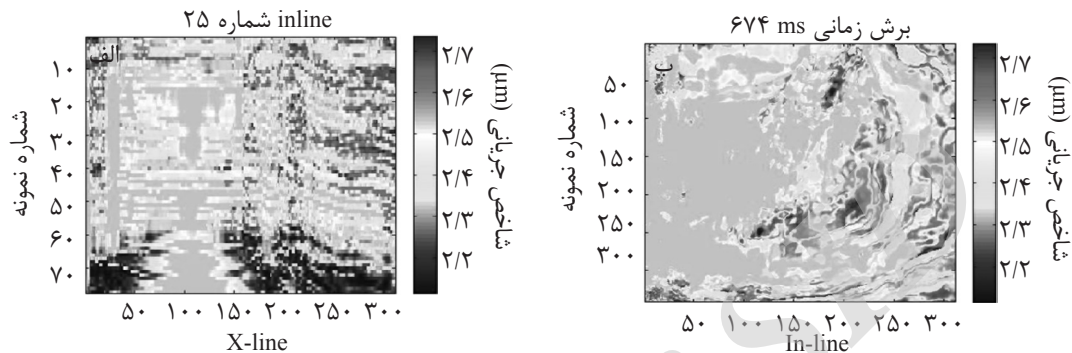 inline شماره ۲۵
الف
۱۰
۲۰
۳۰
۴۰
۵۰
۶۰
۷۰
شماره نمونه
۵۰ ۱۰۰ ۱۵۰ ۲۰۰ ۲۵۰ ۳۰۰
X-line
۲/۷
۲/۶
۲/۵
۲/۴
۲/۳
۲/۲
شاخص جریانی (µm)
برش زمانی ۶۷۴ ms
ب
۵۰
۱۰۰
۱۵۰
۲۰۰
۲۵۰
۳۰۰
شماره نمونه
۵۰ ۱۰۰ ۱۵۰ ۲۰۰ ۲۵۰ ۳۰۰
In-line
۲/۷
۲/۶
۲/۵
۲/۴
۲/۳
۲/۲
شاخص جریانی (µm)